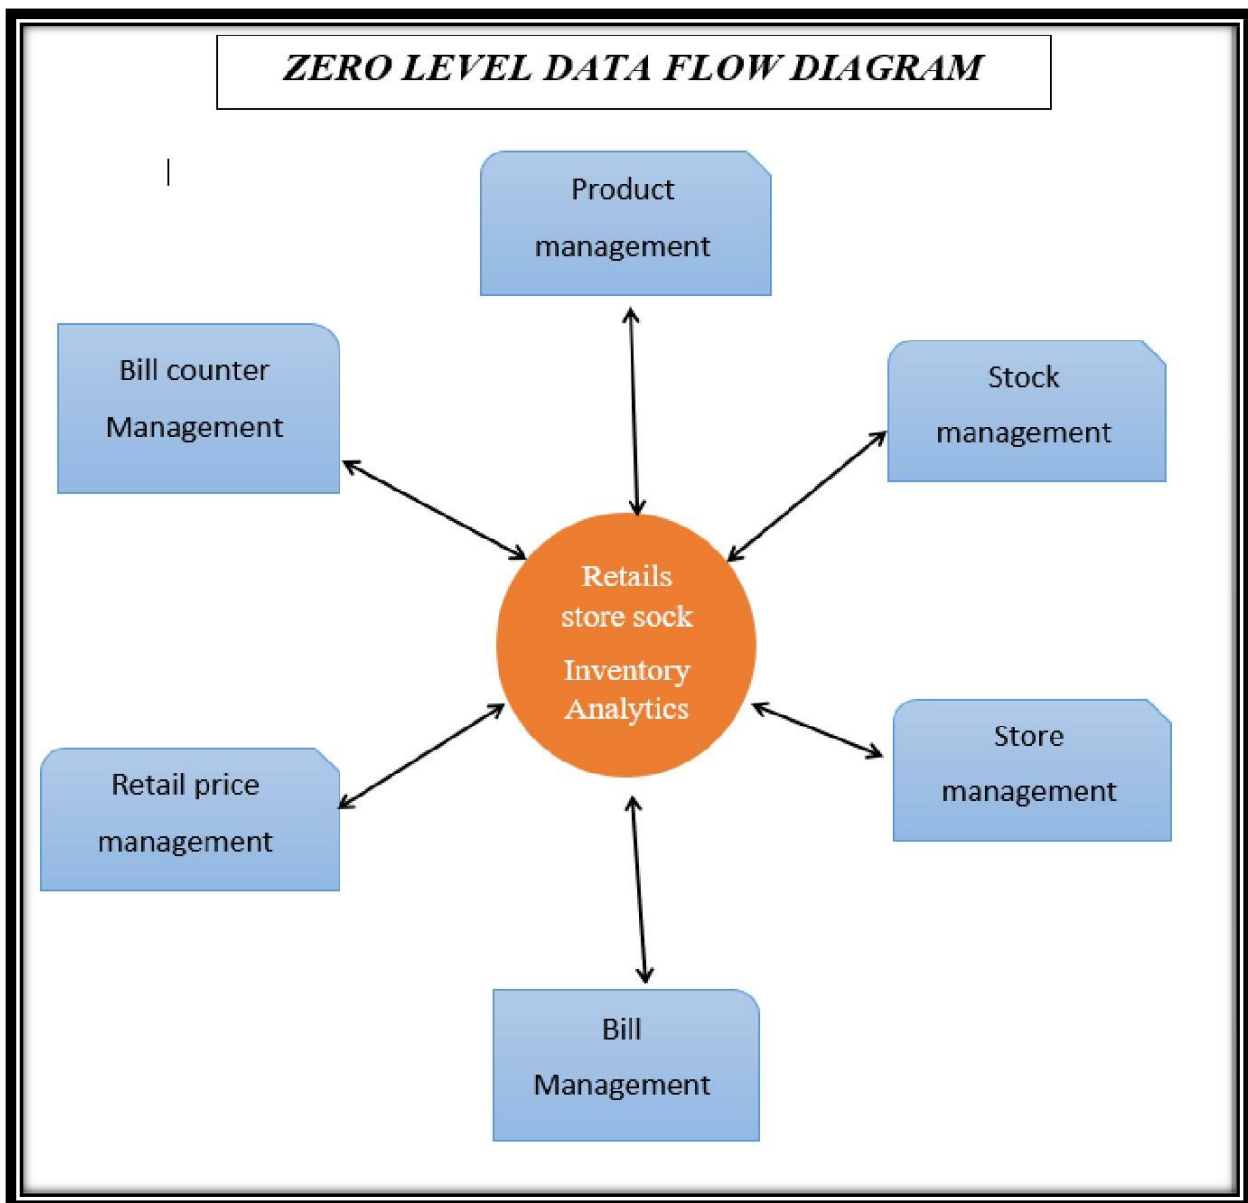 ZERO LEVEL DATA FLOW DIAGRAM
Product
management
Bill counter
Management
Stock
management
Retails
store sock
Inventory
Analytics
Retail price
management
Store
management
Bill
Management